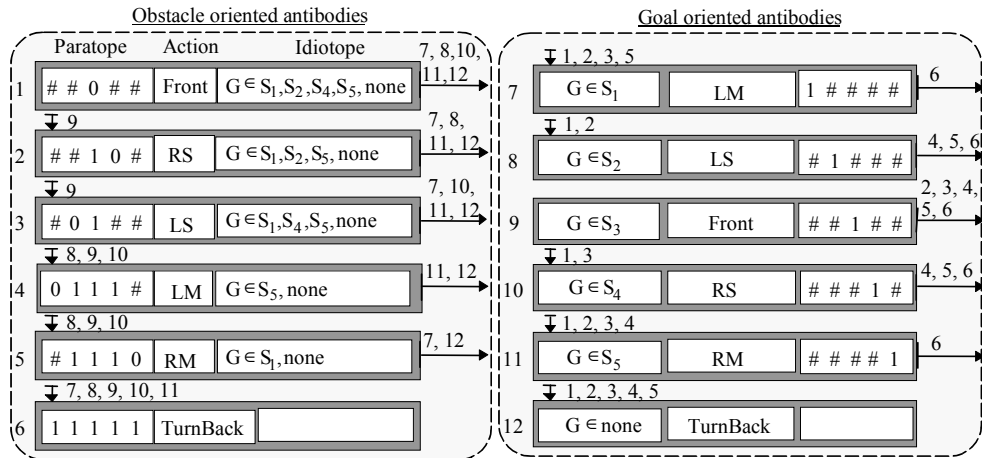 Obstacle oriented antibodies
Paratope Action Idiotope 7, 8,10,
1 # # 0 # # Front G ∈ S₁,S₂,S₄,S₅, none 11,12
9 7, 8,
2 # # 1 0 # RS G ∈ S₁,S₂,S₅, none 11, 12
9 7, 10,
3 # 0 1 # # LS G ∈ S₁,S₄,S₅, none 11, 12
8, 9, 10
4 0 1 1 1 # LM G ∈ S₅, none 11, 12
8, 9, 10
5 # 1 1 1 0 RM G ∈ S₁, none 7, 12
7, 8, 9, 10, 11
6 1 1 1 1 1 TurnBack
Goal oriented antibodies
1, 2, 3, 5
7 G ∈ S₁ LM 1 # # # # 6
1, 2
8 G ∈ S₂ LS # 1 # # # 4, 5, 6
2, 3, 4,
9 G ∈ S₃ Front # # 1 # # 5, 6
1, 3
10 G ∈ S₄ RS # # # 1 # 4, 5, 6
1, 2, 3, 4
11 G ∈ S₅ RM # # # # 1 6
1, 2, 3, 4, 5
12 G ∈ none TurnBack